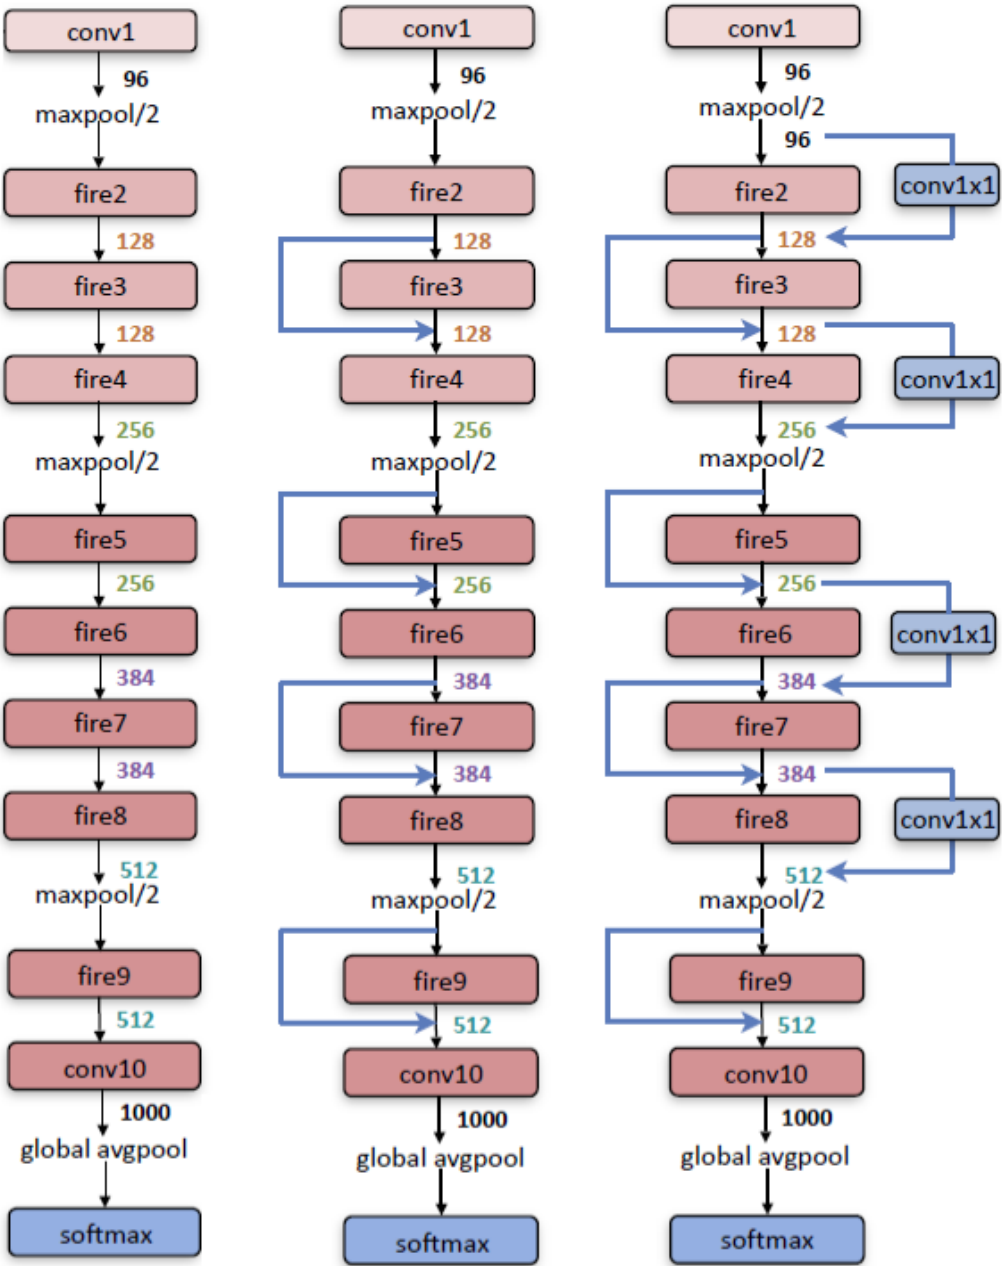 conv1
96
maxpool/2
fire2
128
fire3
128
fire4
256
maxpool/2
fire5
256
fire6
384
fire7
384
fire8
512
maxpool/2
fire9
512
conv10
1000
global avgpool
softmax
conv1
96
maxpool/2
fire2
128
fire3
128
fire4
256
maxpool/2
fire5
256
fire6
384
fire7
384
fire8
512
maxpool/2
fire9
512
conv10
1000
global avgpool
softmax
conv1
96
maxpool/2
96
conv1x1
fire2
128
fire3
128
fire4
conv1x1
256
maxpool/2
fire5
256
fire6
conv1x1
384
fire7
384
fire8
conv1x1
512
maxpool/2
fire9
512
conv10
1000
global avgpool
softmax